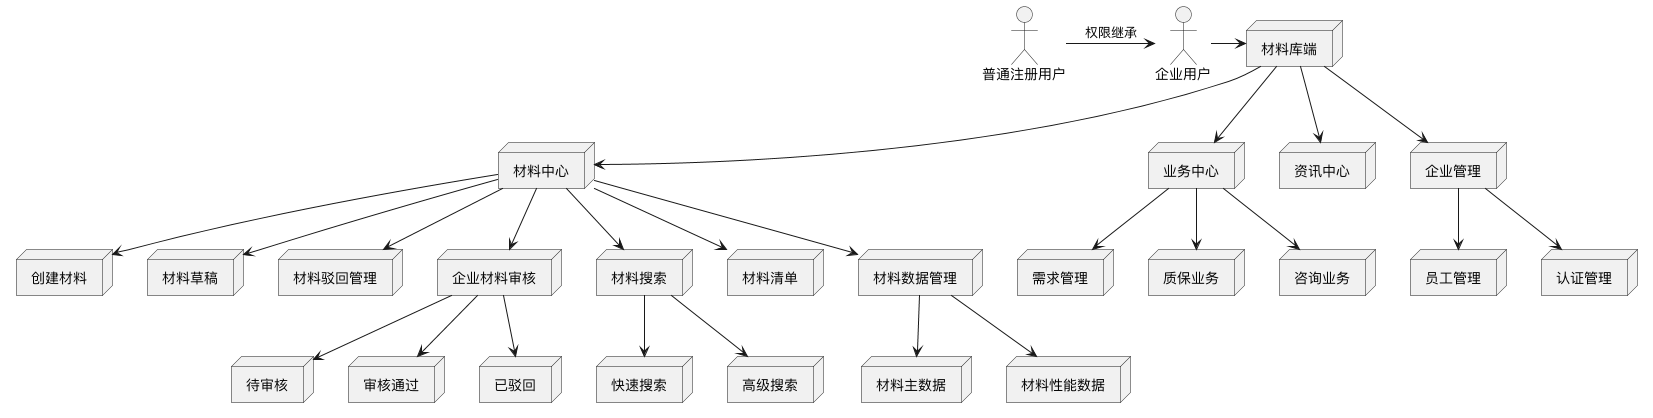 权限继承
普通注册用户
企业用户
材料库端
材料中心
业务中心
资讯中心
企业管理
创建材料
材料草稿
材料驳回管理
企业材料审核
材料搜索
材料清单
材料数据管理
需求管理
质保业务
咨询业务
员工管理
认证管理
待审核
审核通过
已驳回
快速搜索
高级搜索
材料主数据
材料性能数据